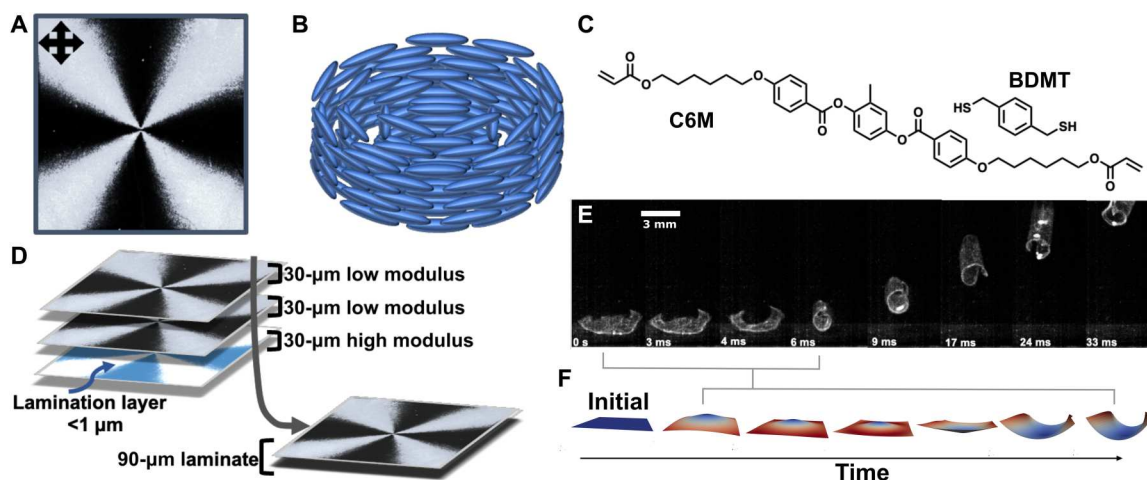 A
B
C
O
O
O
O
O
O
O
O
O
O
C6M
BDMT
HS
SH
D
30-μm low modulus
30-μm low modulus
30-μm high modulus
Lamination layer
<1 μm
90-μm laminate
E
3 mm
0 s
3 ms
4 ms
6 ms
9 ms
17 ms
24 ms
33 ms
F
Initial
Time